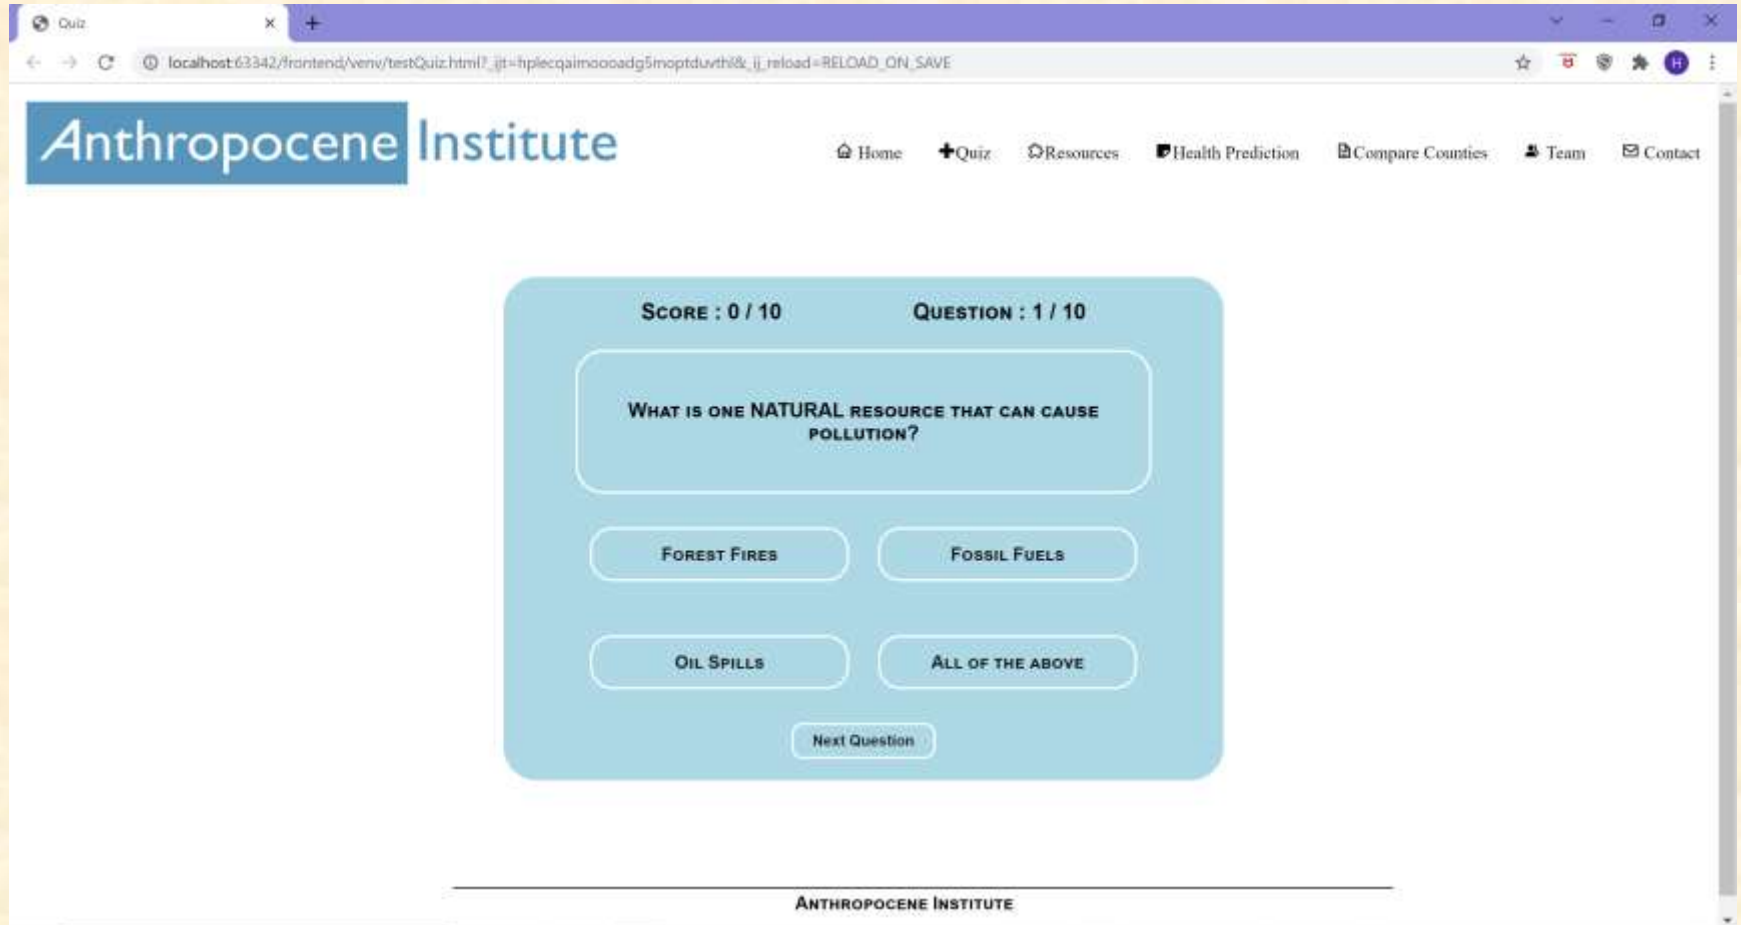 Quiz
localhost:63342/frontend/venv/testQuiz.html?_ijt=hplecqaimoooadg5moptduvthl&_ij_reload=RELOAD_ON_SAVE
H
Anthropocene Institute
Home Quiz Resources Health Prediction Compare Counties Team Contact
Score : 0 / 10 Question : 1 / 10
What is one NATURAL resource that can cause
pollution?
Forest Fires Fossil Fuels
Oil Spills All of the above
Next Question
Anthropocene Institute